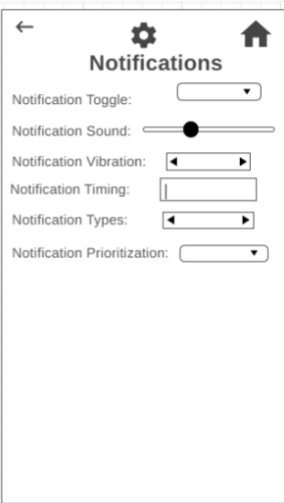 Notifications
Notification Toggle:
Notification Sound:
Notification Vibration:
Notification Timing:
Notification Types:
Notification Prioritization: